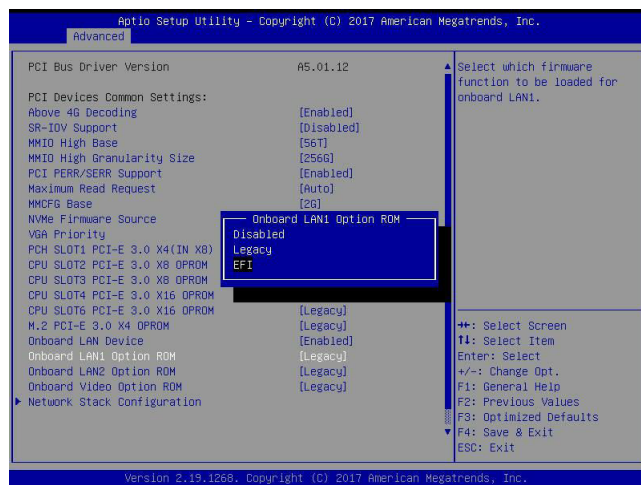 Aptio Setup Utility – Copyright (C) 2017 American Megatrends, Inc.
Advanced
PCI Bus Driver Version A5.01.12
PCI Devices Common Settings:
Above 4G Decoding [Enabled]
SR-IOV Support [Disabled]
MMIO High Base [56T]
MMIO High Granularity Size [256G]
PCI PERR/SERR Support [Enabled]
Maximum Read Request [Auto]
MMCFG Base [2G]
NVMe Firmware Source
VGA Priority
PCH SLOT1 PCI-E 3.0 X4(IN X8)
CPU SLOT2 PCI-E 3.0 X8 OPROM
CPU SLOT3 PCI-E 3.0 X8 OPROM
CPU SLOT4 PCI-E 3.0 X16 OPROM
CPU SLOT6 PCI-E 3.0 X16 OPROM [Legacy]
M.2 PCI-E 3.0 X4 OPROM [Legacy]
Onboard LAN Device [Enabled]
Onboard LAN1 Option ROM [Legacy]
Onboard LAN2 Option ROM [Legacy]
Onboard Video Option ROM [Legacy]
Network Stack Configuration
Onboard LAN1 Option ROM
Disabled
Legacy
EFI
Select which firmware
function to be loaded for
onboard LAN1.
→←: Select Screen
↑↓: Select Item
Enter: Select
+/-: Change Opt.
F1: General Help
F2: Previous Values
F3: Optimized Defaults
F4: Save & Exit
ESC: Exit
Version 2.19.1268. Copyright (C) 2017 American Megatrends, Inc.